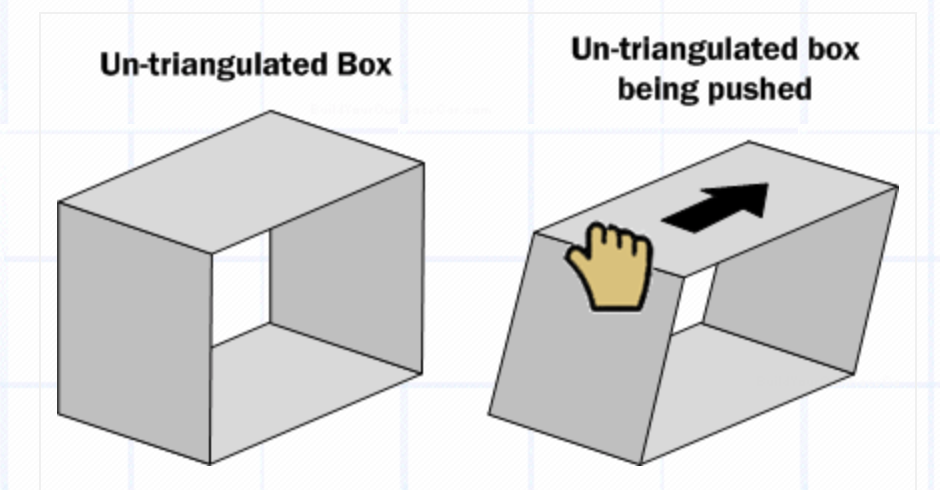 Un-triangulated Box
Un-triangulated box
being pushed